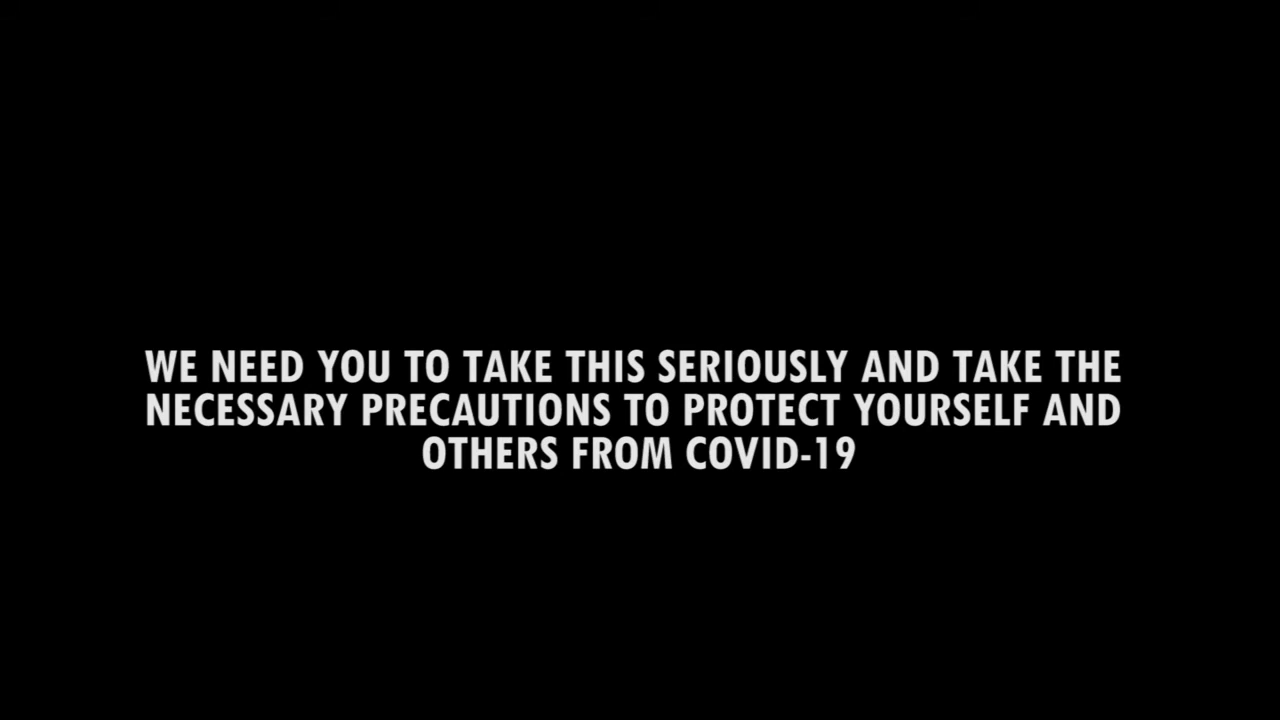 WE NEED YOU TO TAKE THIS SERIOUSLY AND TAKE THE
NECESSARY PRECAUTIONS TO PROTECT YOURSELF AND
OTHERS FROM COVID-19